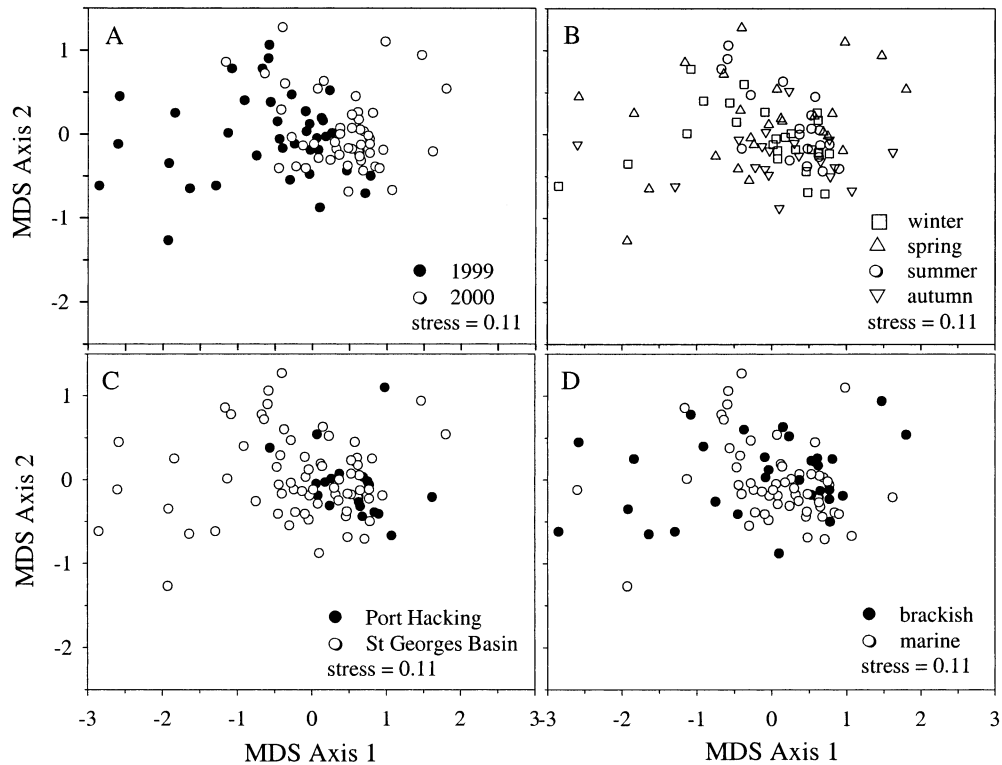 A
B
1
0
-1
-2
MDS Axis 2
1999
2000
stress = 0.11
winter
spring
summer
autumn
stress = 0.11
C
D
1
0
-1
-2
MDS Axis 2
Port Hacking
St Georges Basin
stress = 0.11
brackish
marine
stress = 0.11
-3 -2 -1 0 1 2 3 -3 -2 -1 0 1 2 3
MDS Axis 1
MDS Axis 1